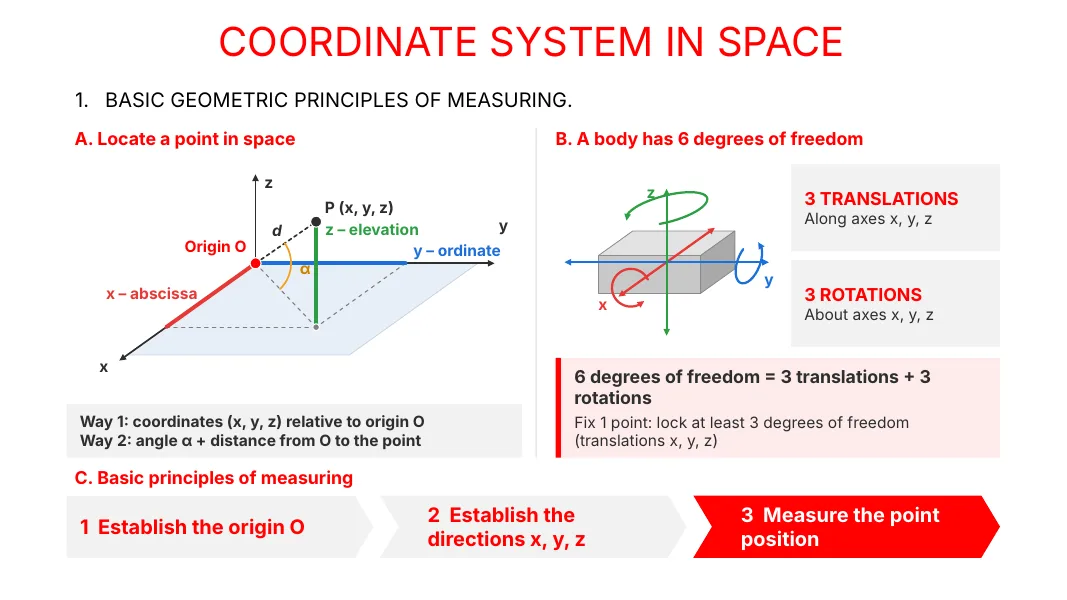 COORDINATE SYSTEM IN SPACE
1. BASIC GEOMETRIC PRINCIPLES OF MEASURING.
A. Locate a point in space
z
P (x, y, z)
d
z – elevation
y
Origin O
y – ordinate
α
x – abscissa
x
Way 1: coordinates (x, y, z) relative to origin O
Way 2: angle α + distance from O to the point
B. A body has 6 degrees of freedom
z
y
x
3 TRANSLATIONS
Along axes x, y, z
3 ROTATIONS
About axes x, y, z
6 degrees of freedom = 3 translations + 3
rotations
Fix 1 point: lock at least 3 degrees of freedom
(translations x, y, z)
C. Basic principles of measuring
1 Establish the origin O
2 Establish the
directions x, y, z
3 Measure the point
position